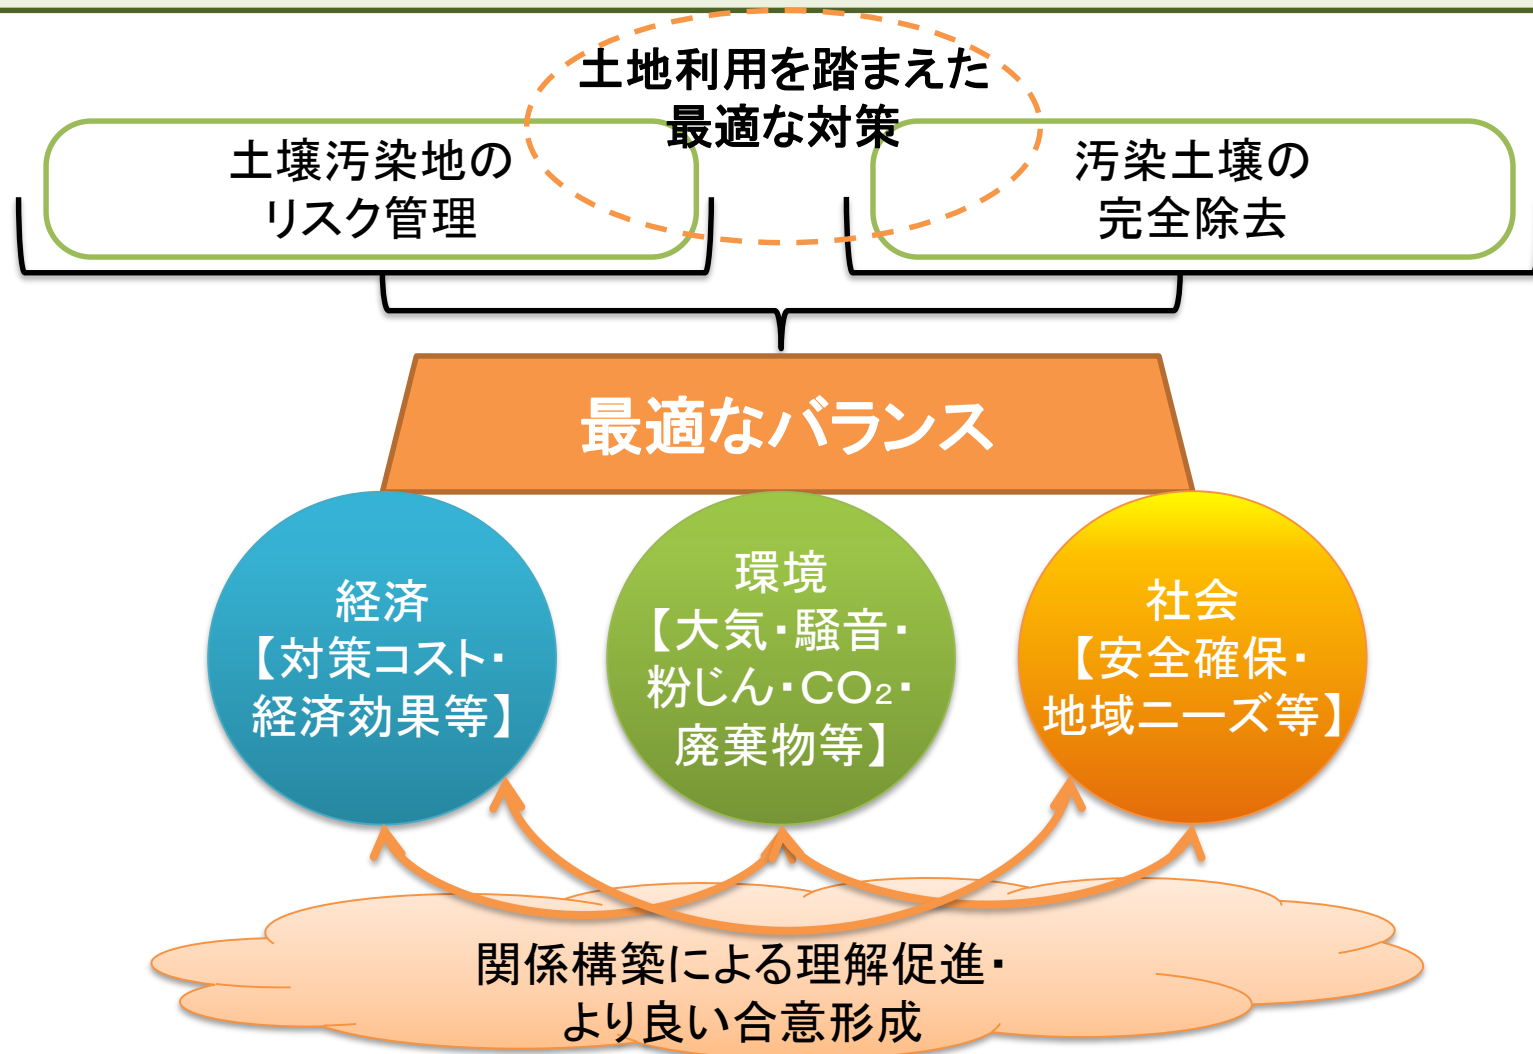 土地利用を踏まえた
最適な対策
土壌汚染地の
リスク管理
汚染土壌の
完全除去
最適なバランス
経済
【対策コスト・
経済効果等】
環境
【大気・騒音・
粉じん・CO₂・
廃棄物等】
社会
【安全確保・
地域ニーズ等】
関係構築による理解促進・
より良い合意形成